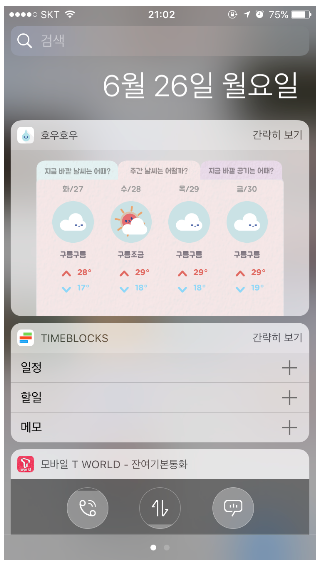 SKT 21:02 75%
검색
6월 26일 월요일
호우호우 간략히 보기
지금 바깥 날씨는 어때? 주간 날씨는 어떨까? 지금 바깥 공기는 어때?
화/27 수/28 목/29 금/30
구름구름 구름조금 구름구름 구름구름
28° 29° 29° 29°
17° 16° 18° 19°
TIMEBLOCKS 간략히 보기
일정
할일
메모
모바일 T WORLD - 잔여기본통화